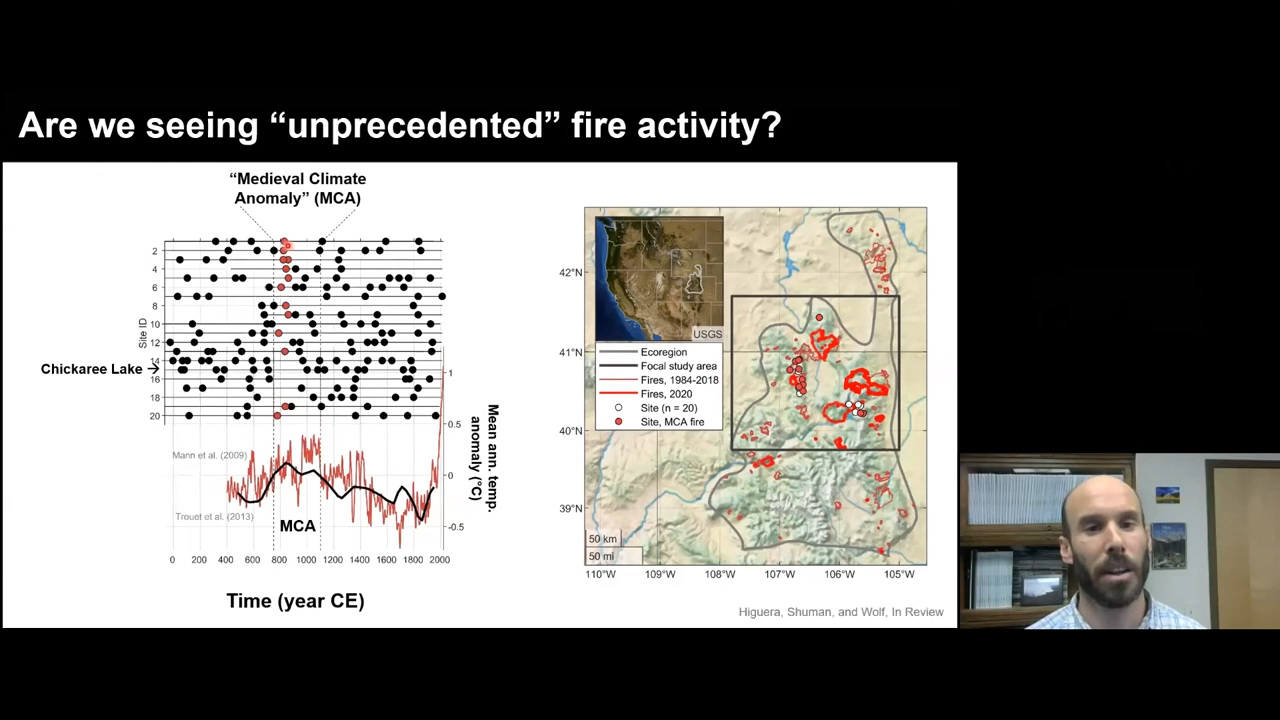 Are we seeing “unprecedented” fire activity?
“Medieval Climate
Anomaly” (MCA)
Site ID
2
4
6
8
10
12
14
16
18
20
Chickaree Lake
1
0.5
0
-0.5
Mean ann. temp.
anomaly (°C)
Mann et al. (2009)
Trouet et al. (2013)
MCA
0 200 400 600 800 1000 1200 1400 1600 1800 2000
Time (year CE)
42°N
41°N
40°N
39°N
USGS
Ecoregion
Focal study area
Fires, 1984-2018
Fires, 2020
Site (n = 20)
Site, MCA fire
50 km
50 mi
110°W 109°W 108°W 107°W 106°W 105°W
Higuera, Shuman, and Wolf, In Review